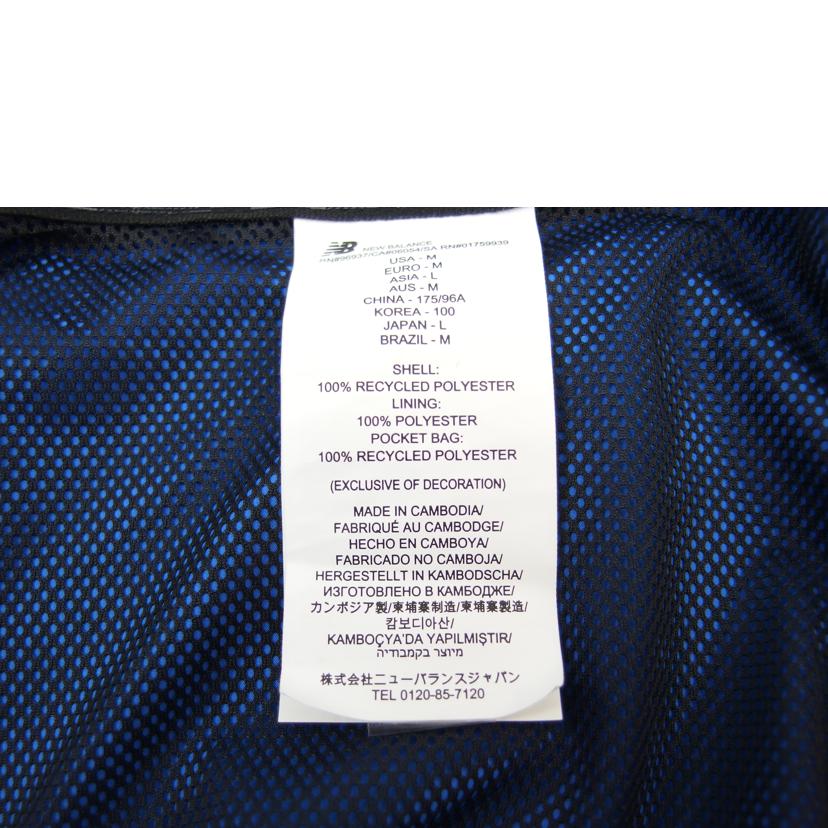 NB NEW BALANCE
RN#96937/CA#06054/SA RN#01759939
USA - M
EURO - M
ASIA - L
AUS - M
CHINA - 175/96A
KOREA - 100
JAPAN - L
BRAZIL - M
SHELL:
100% RECYCLED POLYESTER
LINING:
100% POLYESTER
POCKET BAG:
100% RECYCLED POLYESTER
(EXCLUSIVE OF DECORATION)
MADE IN CAMBODIA/
FABRIQUÉ AU CAMBODGE/
HECHO EN CAMBOYA/
FABRICADO NO CAMBOJA/
HERGESTELLT IN KAMBODSCHA/
ИЗГОТОВЛЕНО В КАМБОДЖЕ/
カンボジア製/柬埔寨制造/柬埔寨製造/
캄보디아산/
KAMBOÇYA'DA YAPILMIŞTIR/
מיוצר בקמבודיה
株式会社ニューバランスジャパン
TEL 0120-85-7120